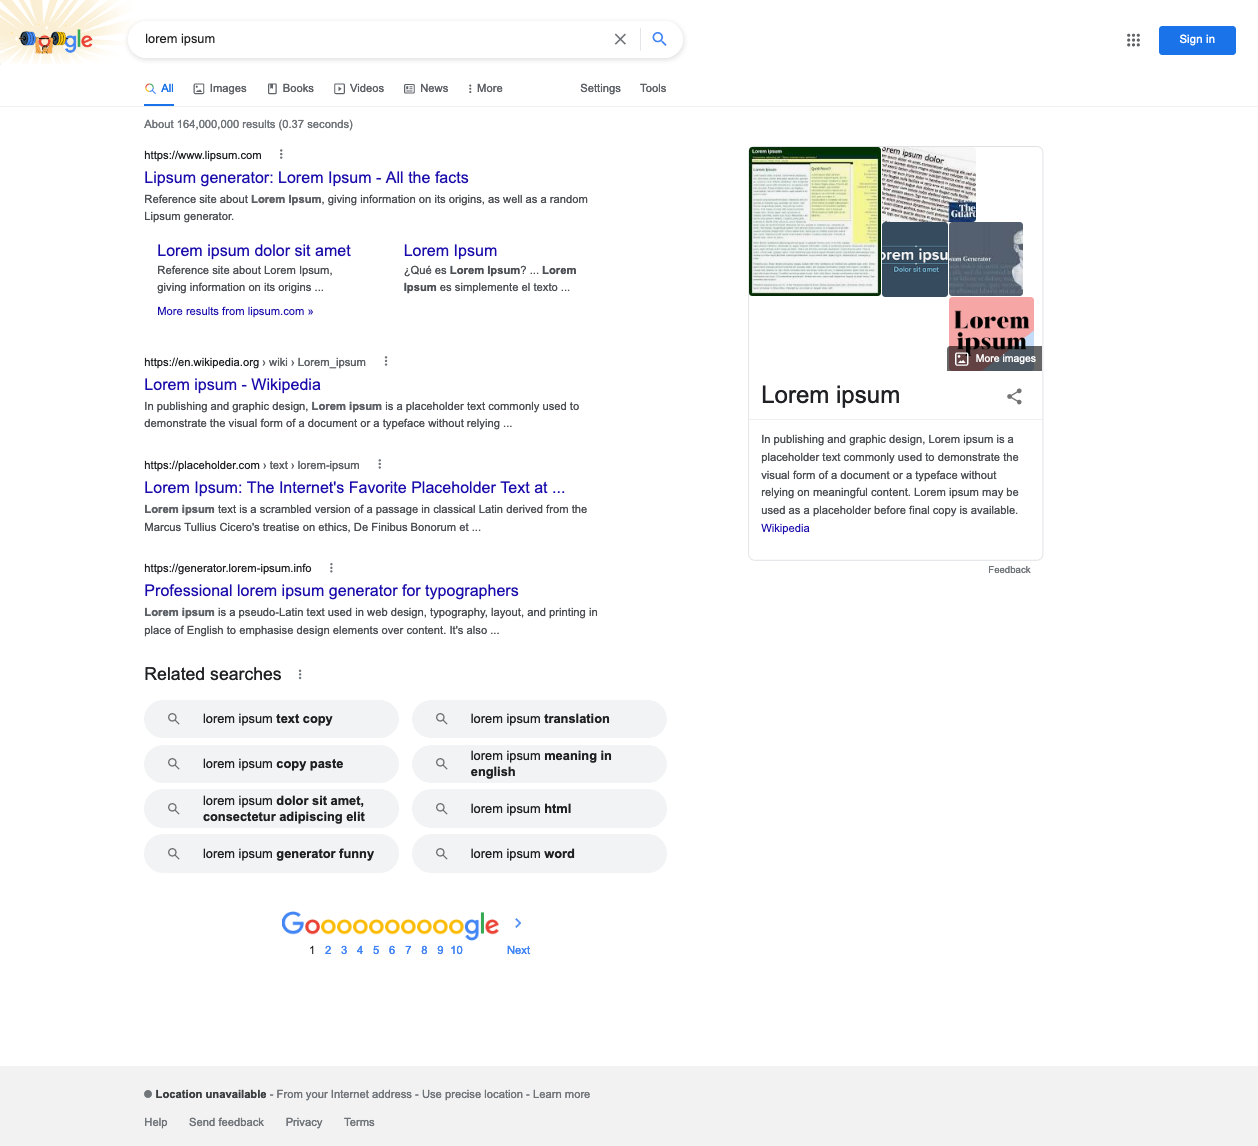 lorem ipsum
Sign in
All Images Books Videos News More Settings Tools
About 164,000,000 results (0.37 seconds)
https://www.lipsum.com
Lipsum generator: Lorem Ipsum - All the facts
Reference site about Lorem Ipsum, giving information on its origins, as well as a random
Lipsum generator.
Lorem ipsum dolor sit amet
Reference site about Lorem Ipsum,
giving information on its origins ...
Lorem Ipsum
¿Qué es Lorem Ipsum? ... Lorem
Ipsum es simplemente el texto ...
More results from lipsum.com »
https://en.wikipedia.org › wiki › Lorem_ipsum
Lorem ipsum - Wikipedia
In publishing and graphic design, Lorem ipsum is a placeholder text commonly used to
demonstrate the visual form of a document or a typeface without relying ...
https://placeholder.com › text › lorem-ipsum
Lorem Ipsum: The Internet's Favorite Placeholder Text at ...
Lorem ipsum text is a scrambled version of a passage in classical Latin derived from the
Marcus Tullius Cicero's treatise on ethics, De Finibus Bonorum et ...
https://generator.lorem-ipsum.info
Professional lorem ipsum generator for typographers
Lorem ipsum is a pseudo-Latin text used in web design, typography, layout, and printing in
place of English to emphasise design elements over content. It's also ...
Related searches
lorem ipsum text copy
lorem ipsum translation
lorem ipsum copy paste
lorem ipsum meaning in
english
lorem ipsum dolor sit amet,
consectetur adipiscing elit
lorem ipsum html
lorem ipsum generator funny
lorem ipsum word
Goooooooooogle
1 2 3 4 5 6 7 8 9 10 Next
Lorem ipsum
lorem ipsum dolor
The
Guar
orem ipsu
Dolor sit amet
sum Generator
Lorem
ipsum
More images
Lorem ipsum
In publishing and graphic design, Lorem ipsum is a
placeholder text commonly used to demonstrate the
visual form of a document or a typeface without
relying on meaningful content. Lorem ipsum may be
used as a placeholder before final copy is available.
Wikipedia
Feedback
Location unavailable - From your Internet address - Use precise location - Learn more
Help Send feedback Privacy Terms